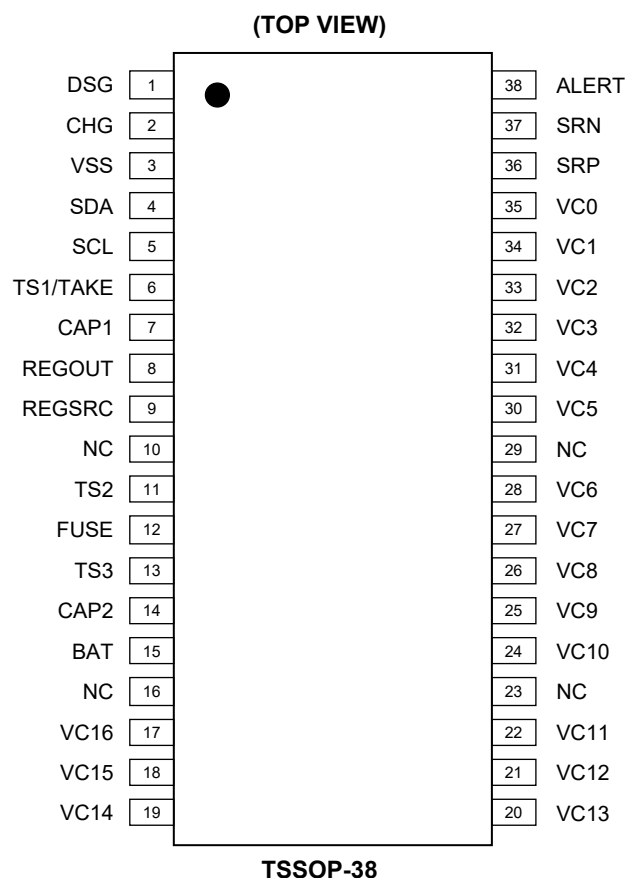 (TOP VIEW)
DSG 1 38 ALERT
CHG 2 37 SRN
VSS 3 36 SRP
SDA 4 35 VC0
SCL 5 34 VC1
TS1/TAKE 6 33 VC2
CAP1 7 32 VC3
REGOUT 8 31 VC4
REGSRC 9 30 VC5
NC 10 29 NC
TS2 11 28 VC6
FUSE 12 27 VC7
TS3 13 26 VC8
CAP2 14 25 VC9
BAT 15 24 VC10
NC 16 23 NC
VC16 17 22 VC11
VC15 18 21 VC12
VC14 19 20 VC13
TSSOP-38